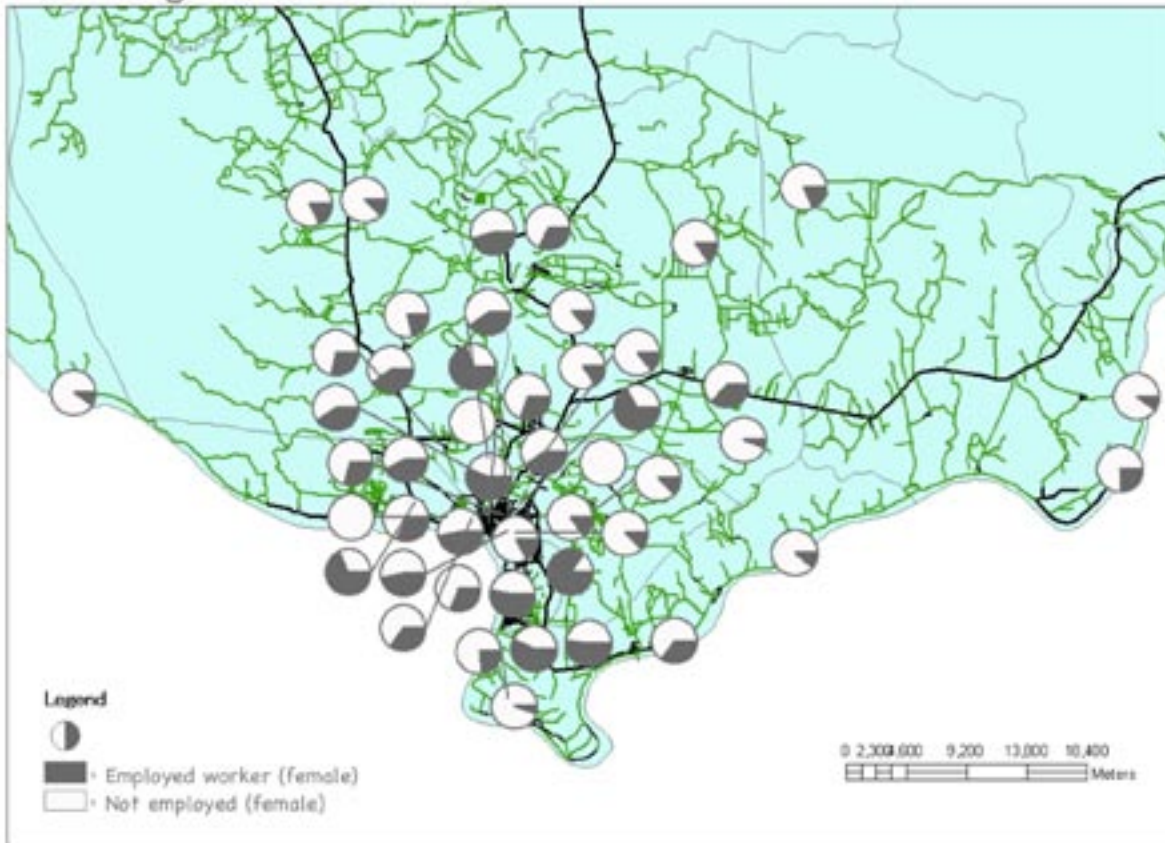 Legend
= Employed worker (female)
= Not employed (female)
0 2,300 4,600 9,200 13,800 18,400
Meters